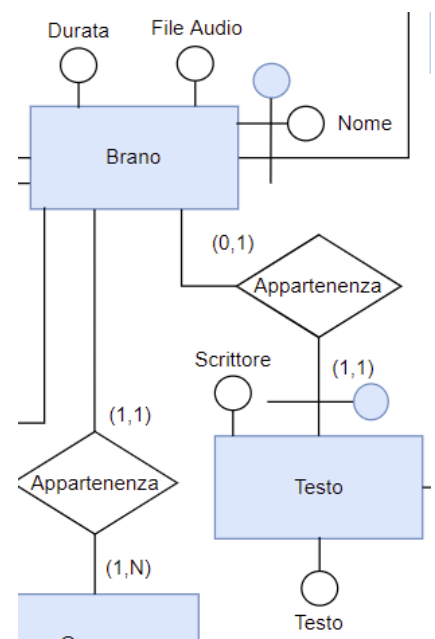 Durata
File Audio
Nome
Brano
(0,1)
Appartenenza
Scrittore
(1,1)
(1,1)
Appartenenza
Testo
(1,N)
Testo